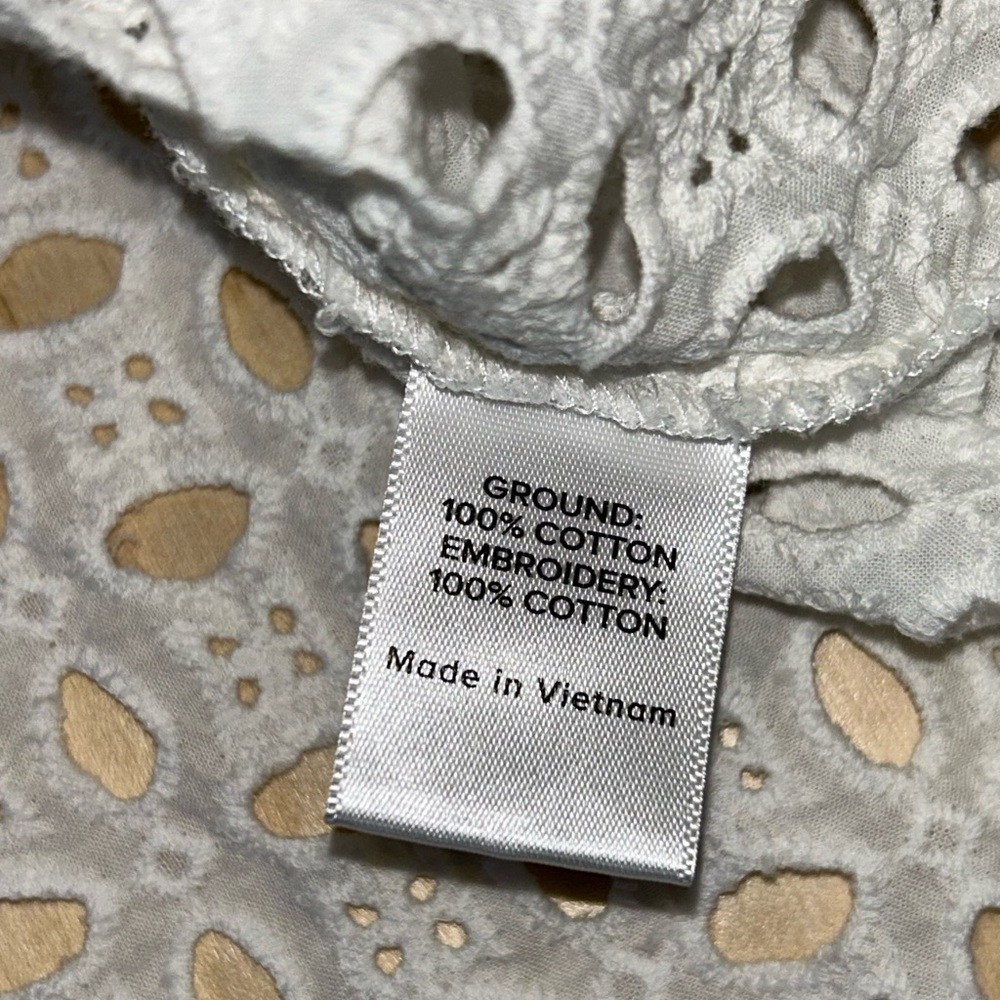 GROUND:
100% COTTON
EMBROIDERY:
100% COTTON
Made in Vietnam